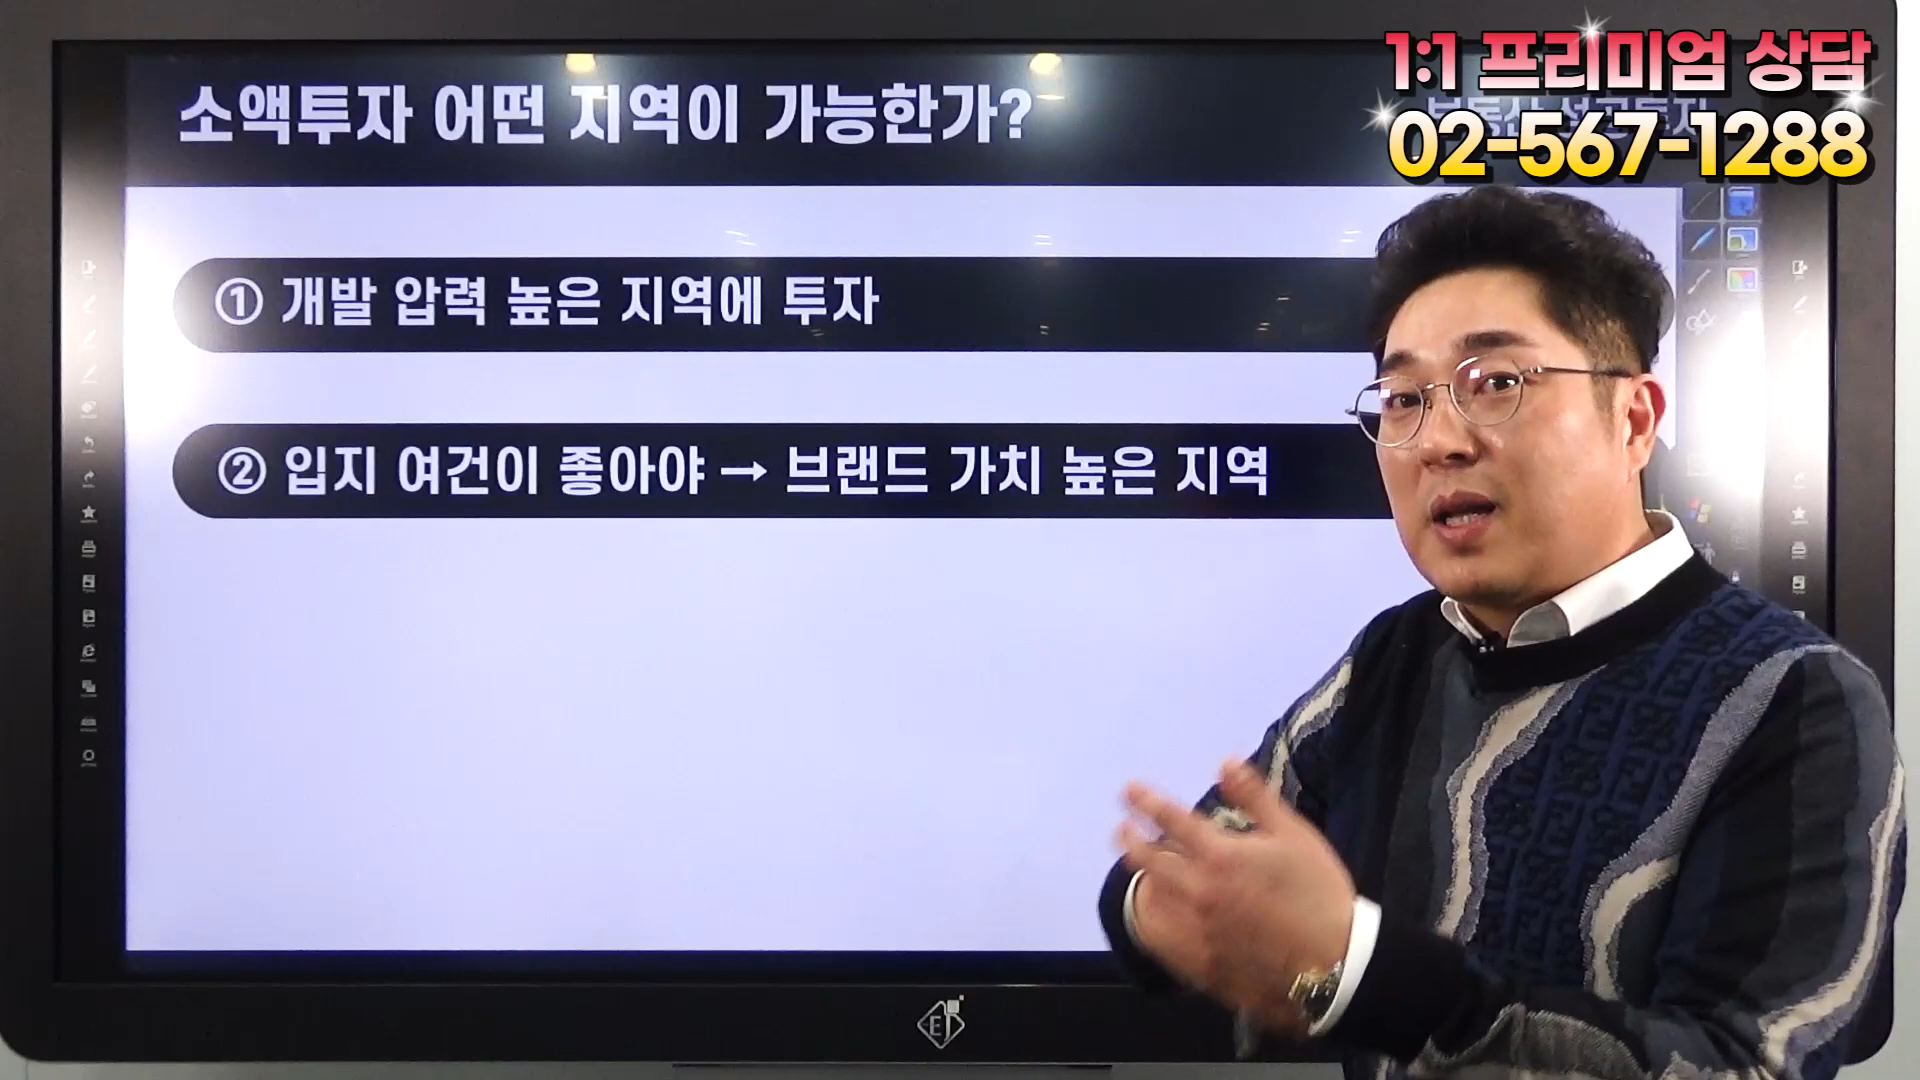 소액투자 어떤 지역이 가능한가?
1:1 프리미엄 상담
02-567-1288
① 개발 압력 높은 지역에 투자
② 입지 여건이 좋아야 → 브랜드 가치 높은 지역